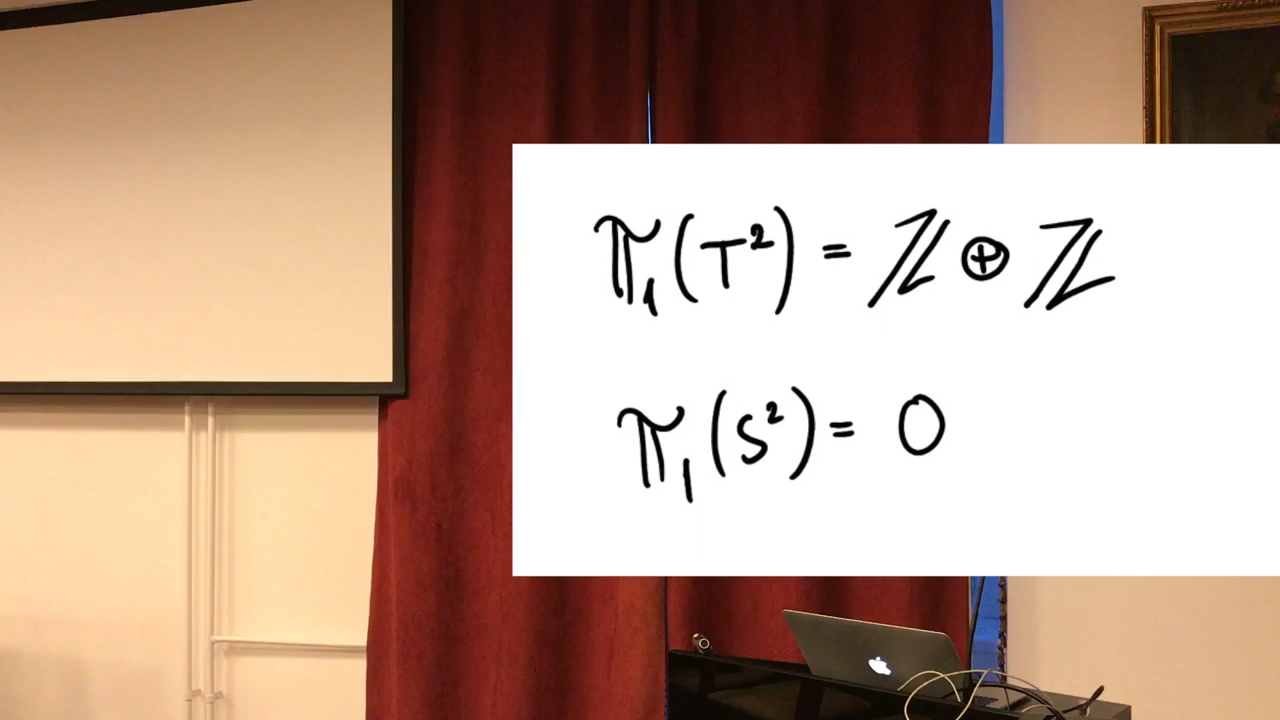 π₁(T²) = ℤ ⊕ ℤ
π₁(S²) = 0